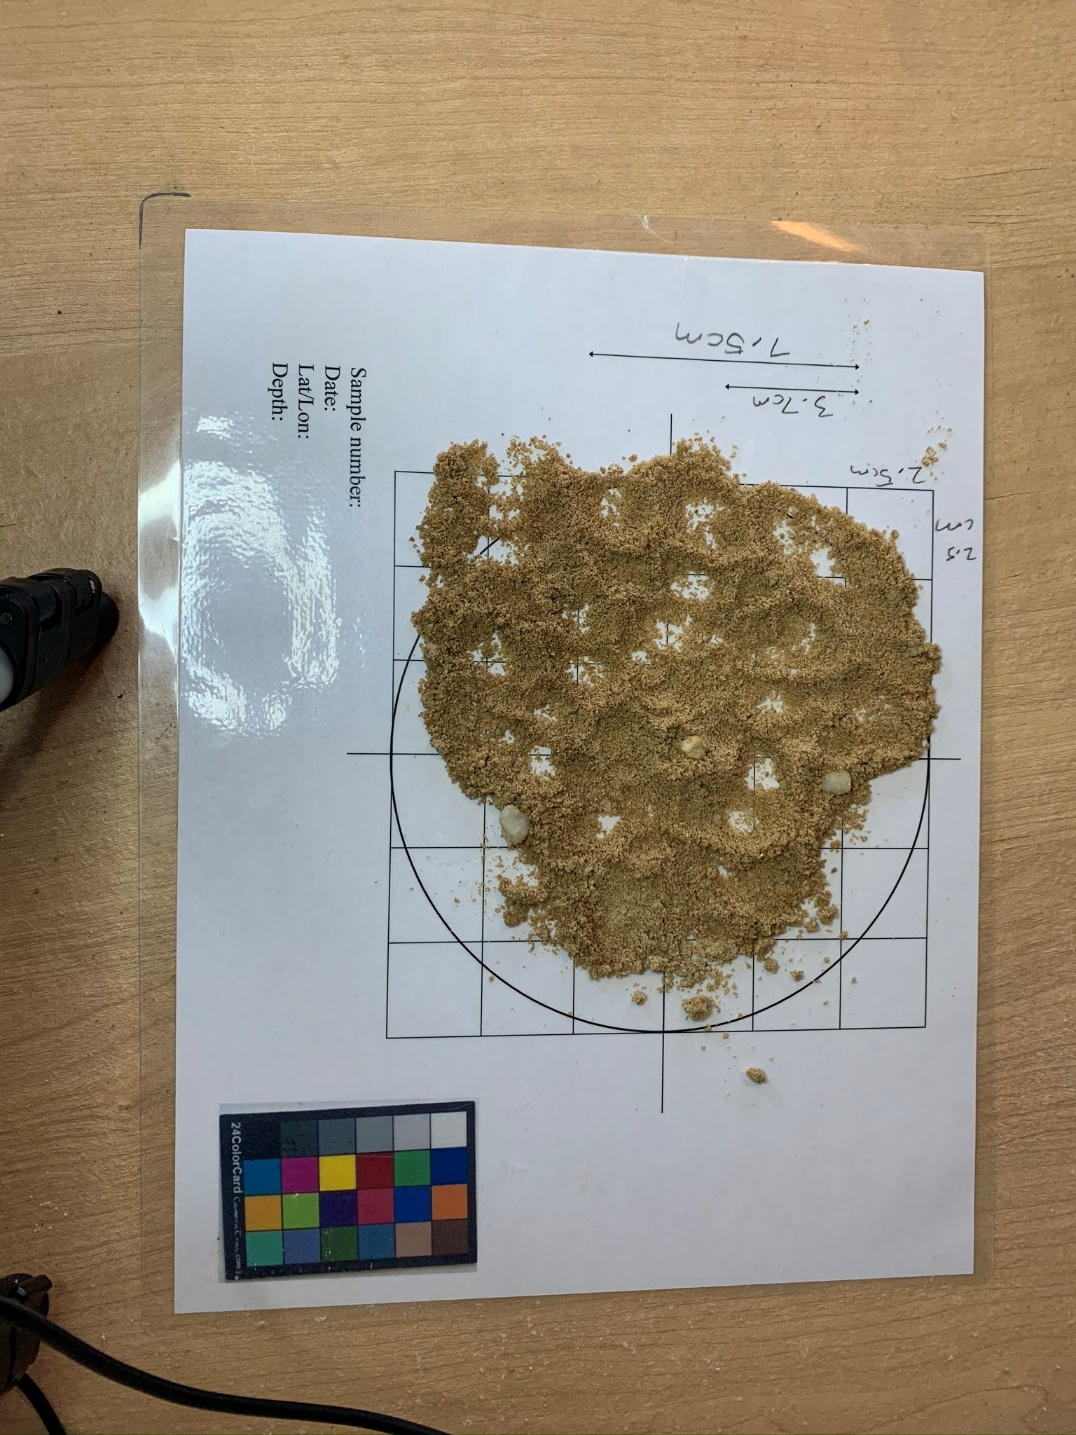 Sample number:
Date:
Lat/Lon:
Depth:
7.5cm
3.7cm
2.5cm
2.5
cm
24ColorCard